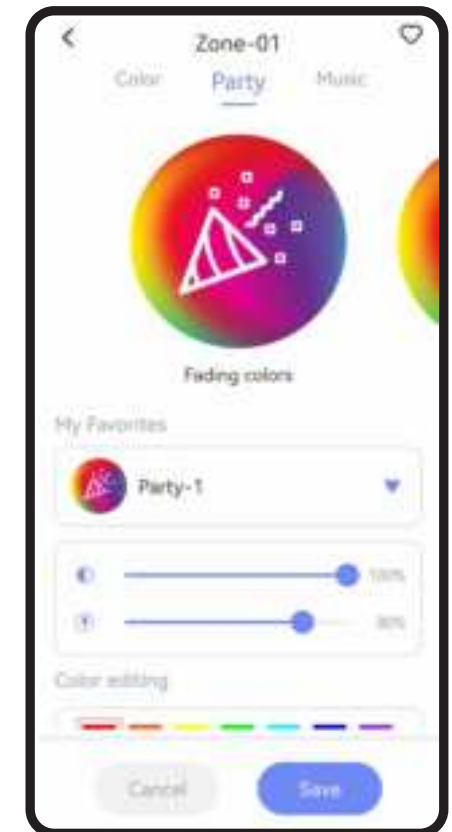 Zone-01
Color Party Music
Fading colors
My Favorites
Party-1
100%
80%
Color editing
Cancel Save